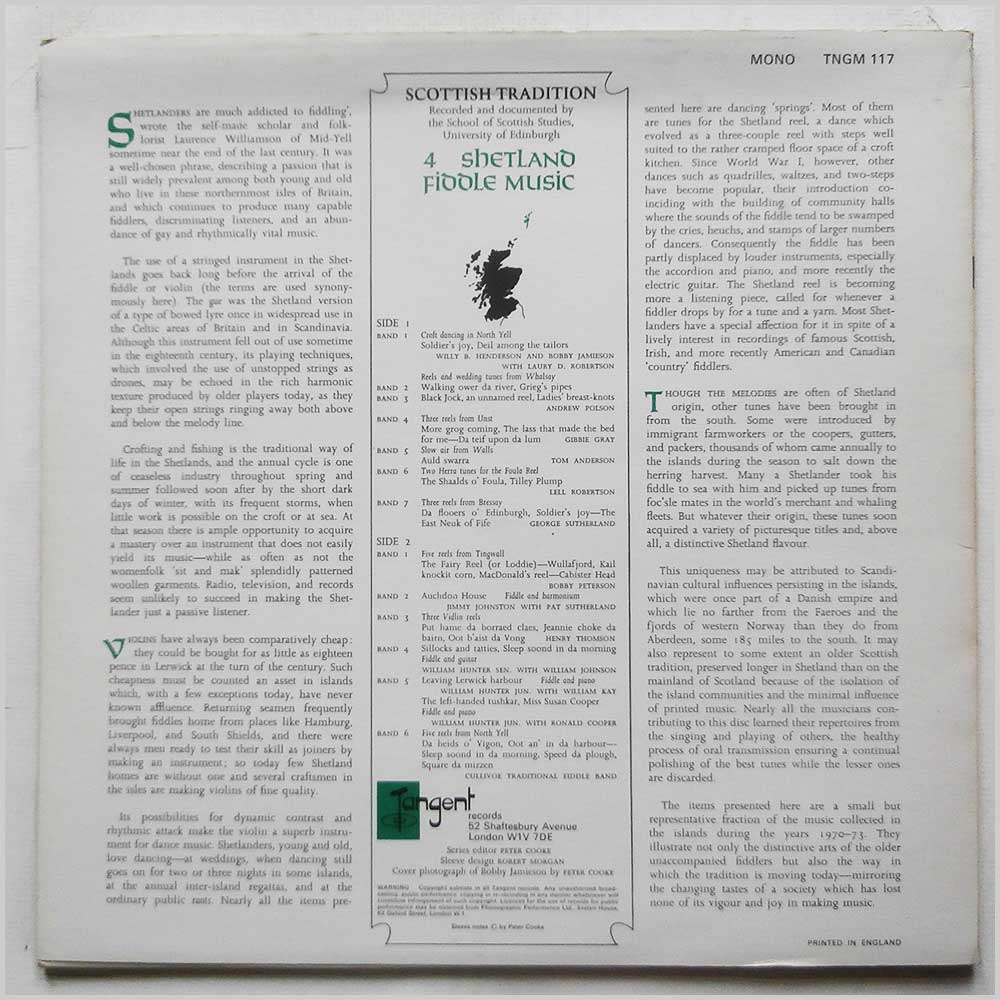 MONO TNGM 117
SHETLANDERS are much addicted to fiddling',
wrote the self-made scholar and folk-
lorist Laurence Williamson of Mid-Yell
sometime near the end of the last century. It was
a well-chosen phrase, describing a passion that is
still widely prevalent among both young and old
who live in these northernmost isles of Britain,
and which continues to produce many capable
fiddlers, discriminating listeners, and an abun-
dance of gay and rhythmically vital music.
The use of a stringed instrument in the Shet-
lands goes back long before the arrival of the
fiddle or violin (the terms are used synony-
mously here). The gue was the Shetland version
of a type of bowed lyre once in widespread use in
the Celtic areas of Britain and in Scandinavia.
Although this instrument fell out of use sometime
in the eighteenth century, its playing techniques,
which involved the use of unstopped strings as
drones, may be echoed in the rich harmonic
texture produced by older players today, as they
keep their open strings ringing away both above
and below the melody line.
Crofting and fishing is the traditional way of
life in the Shetlands, and the annual cycle is one
of ceaseless industry throughout spring and
summer followed soon after by the short dark
days of winter, with its frequent storms, when
little work is possible on the croft or at sea. At
that season there is ample opportunity to acquire
a mastery over an instrument that does not easily
yield its music—while as often as not the
womenfolk 'sit and mak' splendidly patterned
woollen garments. Radio, television, and records
seem unlikely to succeed in making the Shet-
lander just a passive listener.
VIOLINS have always been comparatively cheap:
they could be bought for as little as eighteen
pence in Lerwick at the turn of the century. Such
cheapness must be counted an asset in islands
which, with a few exceptions today, have never
known affluence. Returning seamen frequently
brought fiddles home from places like Hamburg,
Liverpool, and South Shields, and there were
always men ready to test their skill as joiners by
making an instrument; so today few Shetland
homes are without one and several craftsmen in
the isles are making violins of fine quality.
Its possibilities for dynamic contrast and
rhythmic attack make the violin a superb instru-
ment for dance music. Shetlanders, young and old,
love dancing—at weddings, when dancing still
goes on for two or three nights in some islands,
at the annual inter-island regattas, and at the
ordinary public rants. Nearly all the items pre-
SCOTTISH TRADITION
Recorded and documented by
the School of Scottish Studies,
University of Edinburgh
4 SHETLAND
FIDDLE MUSIC
SIDE 1
BAND 1 Croft dancing in North Yell
Soldier's joy, Deil among the tailors
WILLY B. HENDERSON AND BOBBY JAMIESON
WITH LAURY D. ROBERTSON
Reels and wedding tunes from Whalsay
BAND 2 Walking ower da river, Grieg's pipes
BAND 3 Black Jock, an unnamed reel, Ladies' breast-knots
ANDREW POLSON
BAND 4 Three reels from Unst
More grog coming, The lass that made the bed
for me—Da teif upon da lum GIBBIE GRAY
BAND 5 Slow air from Walls
Auld swarra TOM ANDERSON
BAND 6 Two Herra tunes for the Foula Reel
The Shaalds o' Foula, Tilley Plump
LELL ROBERTSON
BAND 7 Three reels from Bressay
Da flooers o' Edinburgh, Soldier's joy—The
East Neuk of Fife GEORGE SUTHERLAND
SIDE 2
BAND 1 Five reels from Tingwall
The Fairy Reel (or Loddie)—Wullafjord, Kail
knockit corn, MacDonald's reel—Cabister Head
BOBBY PETERSON
BAND 2 Auchdon House Fiddle and harmonium
JIMMY JOHNSTON WITH PAT SUTHERLAND
BAND 3 Three Vidlin reels
Put hame da borraed claes, Jeannie choke da
bairn, Oot b'aist da Vong HENRY THOMSON
BAND 4 Sillocks and tatties, Sleep soond in da morning
Fiddle and guitar
WILLIAM HUNTER SEN. WITH WILLIAM JOHNSON
BAND 5 Leaving Lerwick harbour Fiddle and piano
WILLIAM HUNTER JUN. WITH WILLIAM KAY
The left-handed tushkar, Miss Susan Cooper
Fiddle and piano
WILLIAM HUNTER JUN. WITH RONALD COOPER
BAND 6 Five reels from North Yell
Da heids o' Vigon, Oot an' in da harbour—
Sleep soond in da morning, Speed da plough,
Square da mizzen
CULLIVOE TRADITIONAL FIDDLE BAND
Tangent
records
52 Shaftesbury Avenue
London W1V 7DE
Series editor PETER COOKE
Sleeve design ROBERT MORGAN
Cover photograph of Bobby Jamieson by PETER COOKE
WARNING Copyright subsists in all Tangent records. Any unauthorised broad-
casting, public performance, copying or re-recording in any manner whatsoever will
constitute infringement of such copyright. Licences for the use of records for public
performance may be obtained from Phonographic Performance Ltd., Evelyn House,
62 Oxford Street, London W.1.
Sleeve notes © by Peter Cooke
sented here are dancing 'springs'. Most of them
are tunes for the Shetland reel, a dance which
evolved as a three-couple reel with steps well
suited to the rather cramped floor space of a croft
kitchen. Since World War I, however, other
dances such as quadrilles, waltzes, and two-steps
have become popular, their introduction co-
inciding with the building of community halls
where the sounds of the fiddle tend to be swamped
by the cries, heuchs, and stamps of larger numbers
of dancers. Consequently the fiddle has been
partly displaced by louder instruments, especially
the accordion and piano, and more recently the
electric guitar. The Shetland reel is becoming
more a listening piece, called for whenever a
fiddler drops by for a tune and a yarn. Most Shet-
landers have a special affection for it in spite of a
lively interest in recordings of famous Scottish,
Irish, and more recently American and Canadian
'country' fiddlers.
THOUGH THE MELODIES are often of Shetland
origin, other tunes have been brought in
from the south. Some were introduced by
immigrant farmworkers or the coopers, gutters,
and packers, thousands of whom came annually to
the islands during the season to salt down the
herring harvest. Many a Shetlander took his
fiddle to sea with him and picked up tunes from
foc'sle mates in the world's merchant and whaling
fleets. But whatever their origin, these tunes soon
acquired a variety of picturesque titles and, above
all, a distinctive Shetland flavour.
This uniqueness may be attributed to Scandi-
navian cultural influences persisting in the islands,
which were once part of a Danish empire and
which lie no farther from the Faeroes and the
fjords of western Norway than they do from
Aberdeen, some 185 miles to the south. It may
also represent to some extent an older Scottish
tradition, preserved longer in Shetland than on the
mainland of Scotland because of the isolation of
the island communities and the minimal influence
of printed music. Nearly all the musicians con-
tributing to this disc learned their repertoires from
the singing and playing of others, the healthy
process of oral transmission ensuring a continual
polishing of the best tunes while the lesser ones
are discarded.
The items presented here are a small but
representative fraction of the music collected in
the islands during the years 1970–73. They
illustrate not only the distinctive arts of the older
unaccompanied fiddlers but also the way in
which the tradition is moving today—mirroring
the changing tastes of a society which has lost
none of its vigour and joy in making music.
PRINTED IN ENGLAND